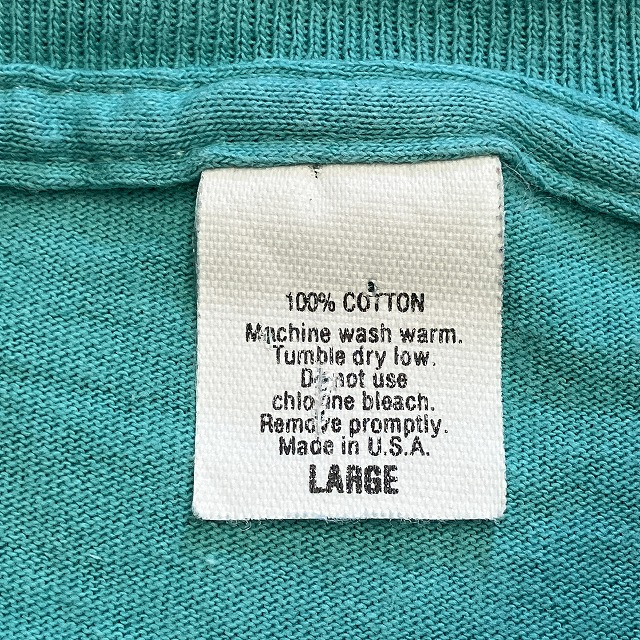 100% COTTON
Machine wash warm.
Tumble dry low.
Do not use
chlorine bleach.
Remove promptly.
Made in U.S.A.
LARGE